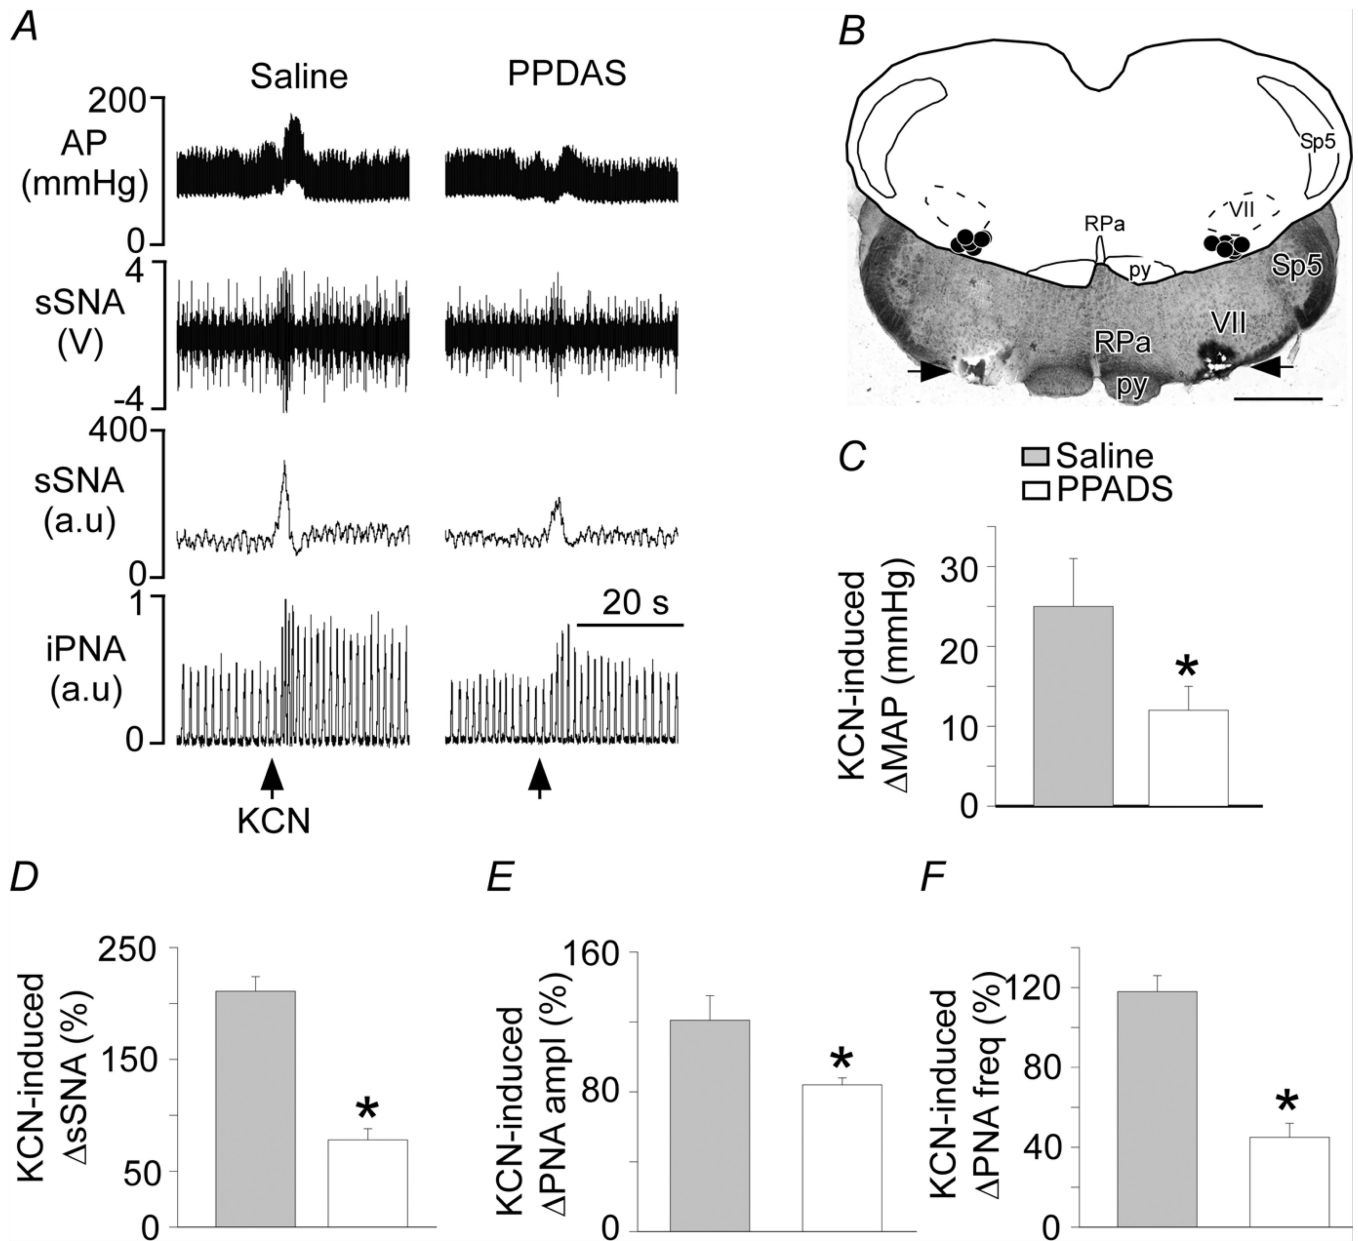 A
Saline
PPDAS
200
AP
(mmHg)
0
4
sSNA
(V)
-4
400
sSNA
(a.u)
0
1
20 s
iPNA
(a.u)
0
KCN
B
Sp5
VII
RPa
py
Sp5
VII
RPa
py
C
Saline
PPADS
KCN-induced
ΔMAP (mmHg)
30
20
10
0
*
D
KCN-induced
ΔsSNA (%)
250
150
50
0
*
E
KCN-induced
ΔPNA ampl (%)
160
80
0
*
F
KCN-induced
ΔPNA freq (%)
120
80
40
0
*